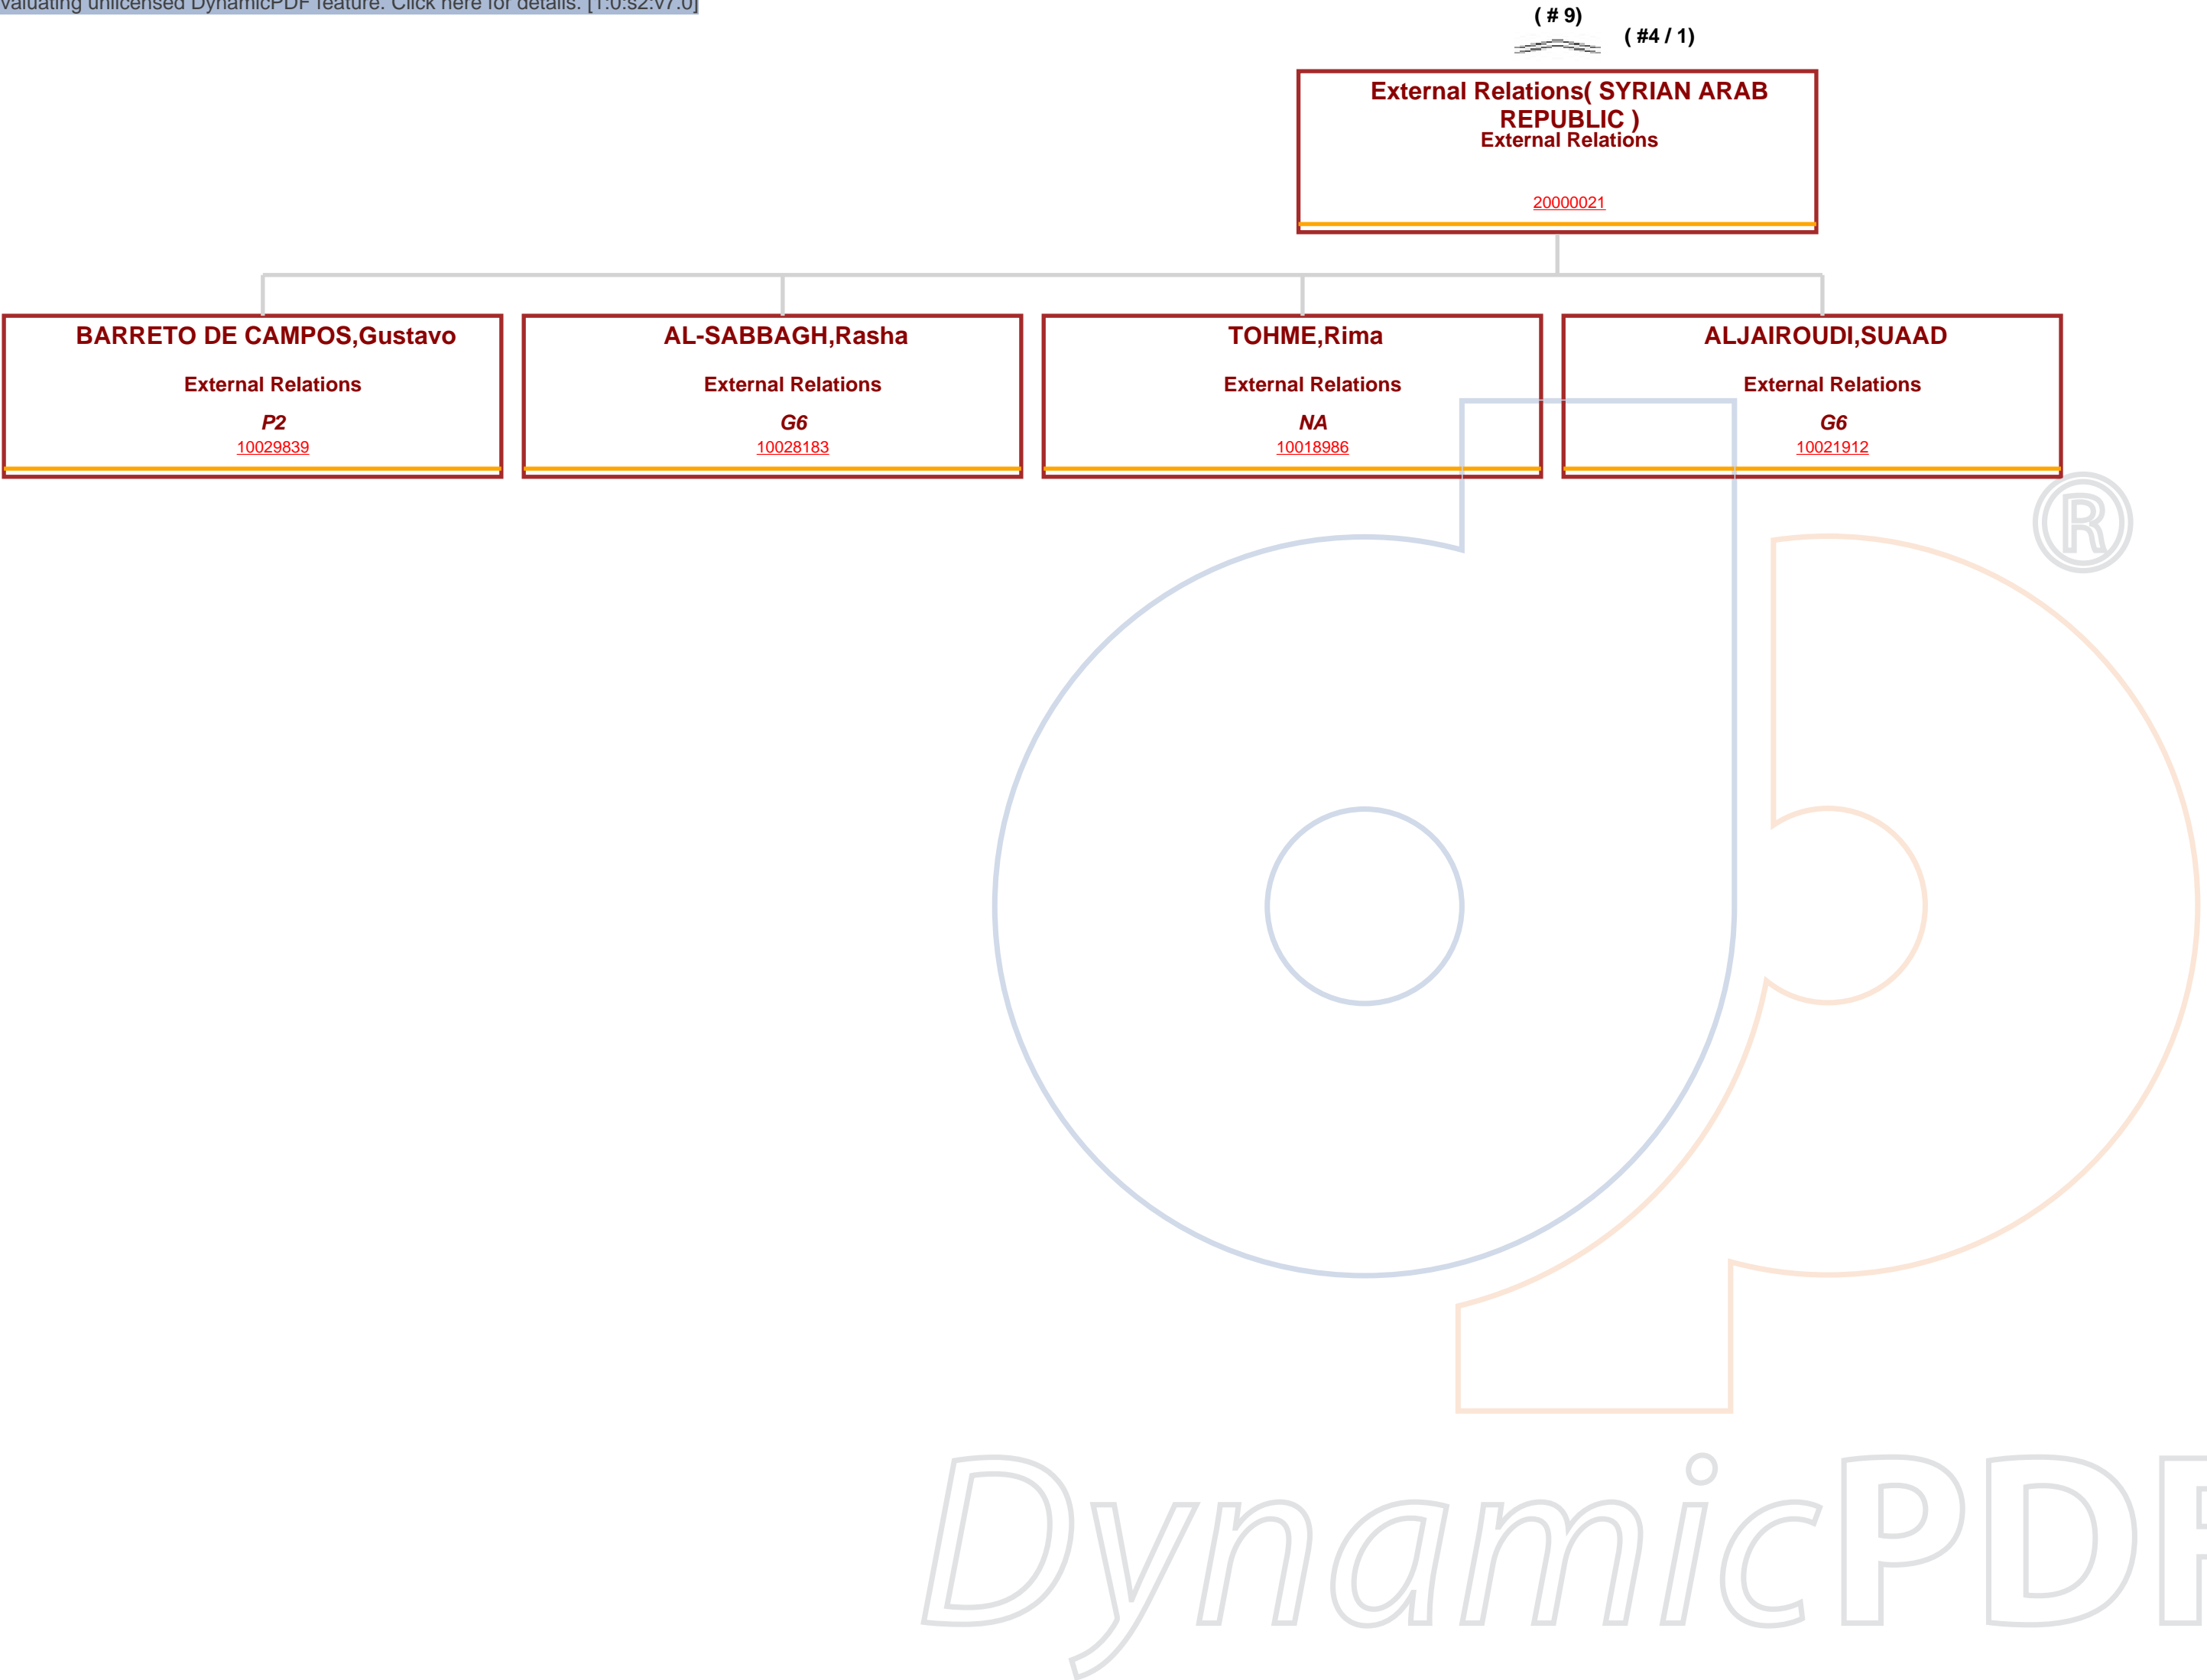 valuating unlicensed DynamicPDF feature. Click here for details. [1:0:s2:v7.0]
( # 9)
( #4 / 1)
External Relations( SYRIAN ARAB
REPUBLIC )
External Relations
20000021
BARRETO DE CAMPOS,Gustavo
External Relations
P2
10029839
AL-SABBAGH,Rasha
External Relations
G6
10028183
TOHME,Rima
External Relations
NA
10018986
ALJAIROUDI,SUAAD
External Relations
G6
10021912
®
DynamicPDF